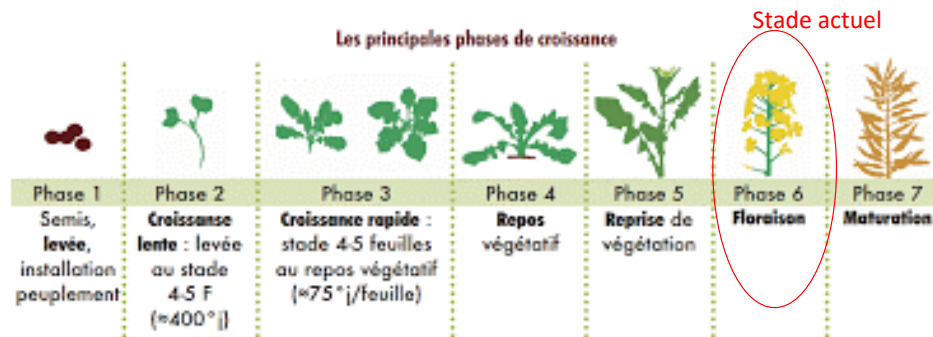 Stade actuel
Les principales phases de croissance
Phase 1
Phase 2
Phase 3
Phase 4
Phase 5
Phase 6
Phase 7
Semis,
levée,
installation
peuplement
Croissanse
lente : levée
au stade
4-5 F
(≈400°j)
Croissance rapide :
stade 4-5 feuilles
au repos végétatif
(≈75°j/feuille)
Repos
végétatif
Reprise de
végétation
Floraison
Maturation